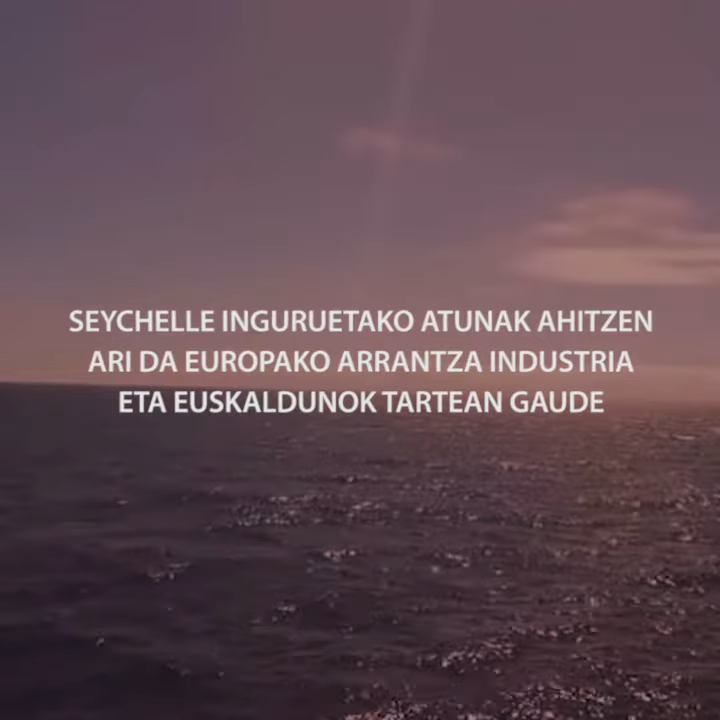 SEYCHELLE INGURUETAKO ATUNAK AHITZEN
ARI DA EUROPAKO ARRANTZA INDUSTRIA
ETA EUSKALDUNOK TARTEAN GAUDE